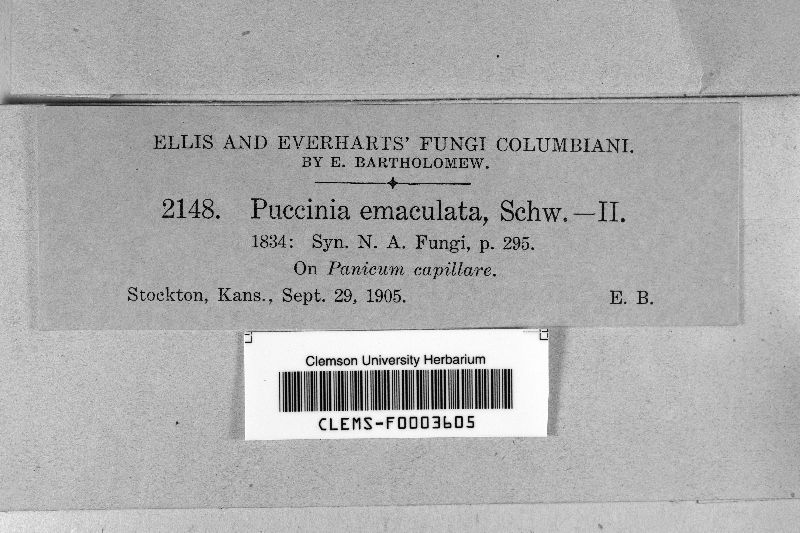 ELLIS AND EVERHARTS' FUNGI COLUMBIANI.
BY E. BARTHOLOMEW.
2148. Puccinia emaculata, Schw.—II.
1834: Syn. N. A. Fungi, p. 295.
On Panicum capillare.
Stockton, Kans., Sept. 29, 1905. E. B.
Clemson University Herbarium
CLEMS-F0003605